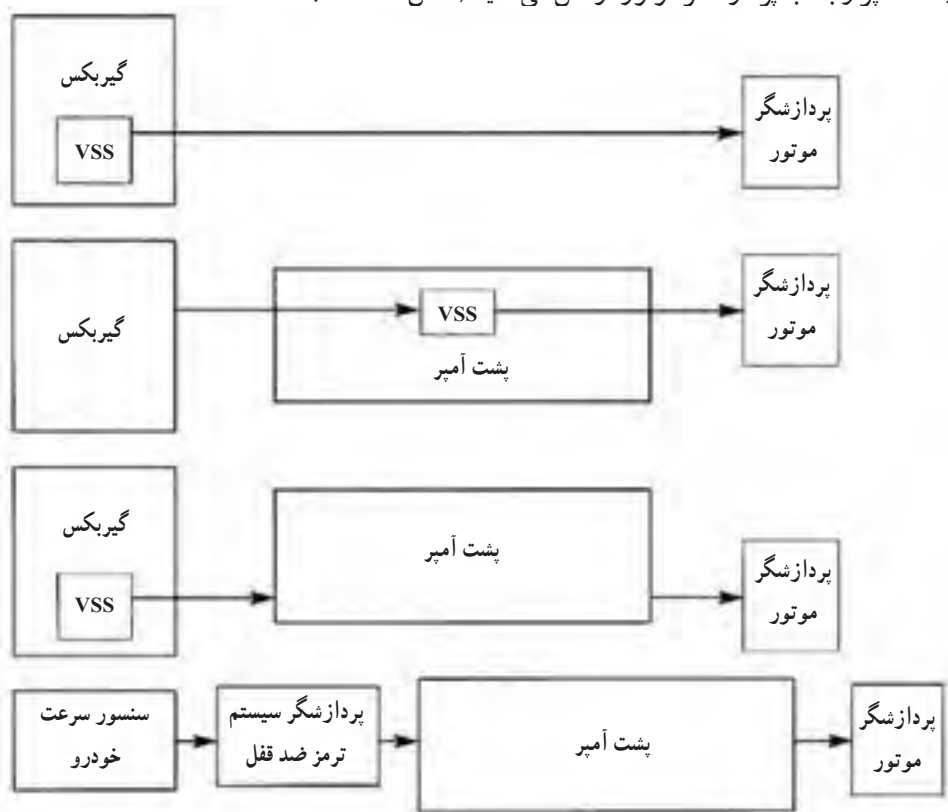 گیربکس
VSS
پردازشگر
موتور
گیربکس
VSS
پشت آمپر
پردازشگر
موتور
گیربکس
VSS
پشت آمپر
پردازشگر
موتور
سنسور سرعت
خودرو
پردازشگر سیستم
ترمز ضد قفل
پشت آمپر
پردازشگر
موتور